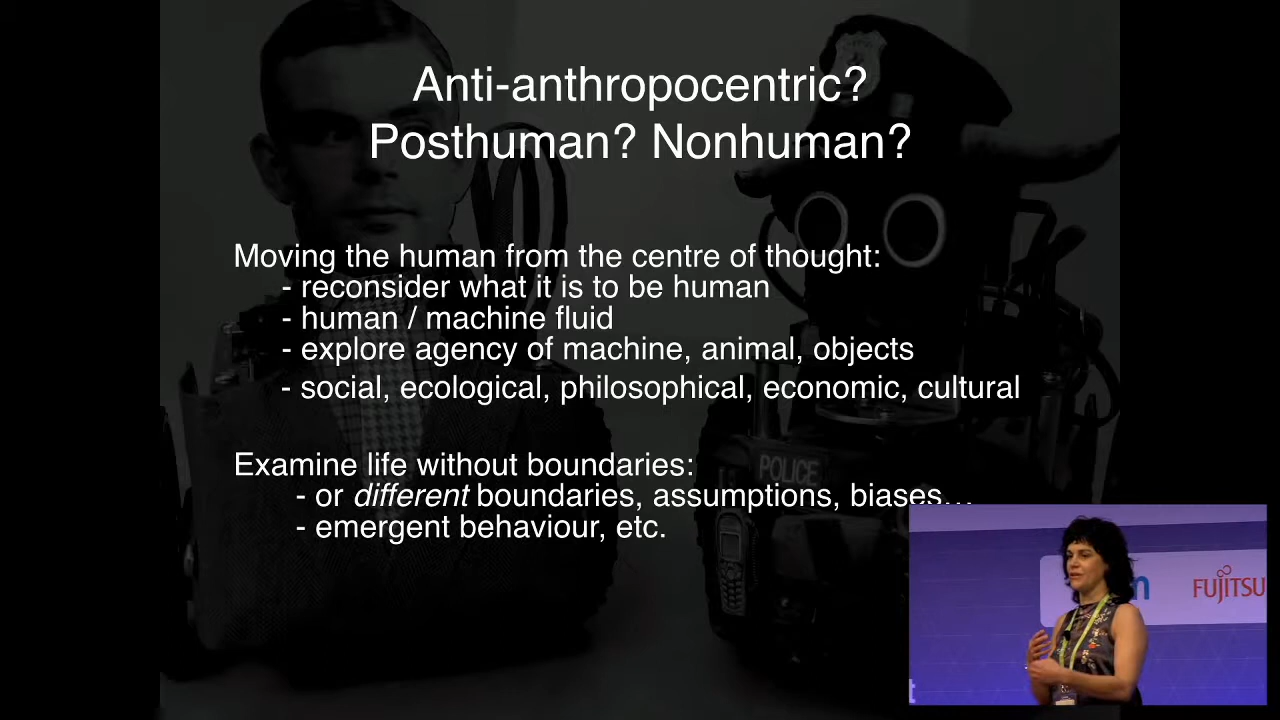 Anti-anthropocentric?
Posthuman? Nonhuman?
Moving the human from the centre of thought:
- reconsider what it is to be human
- human / machine fluid
- explore agency of machine, animal, objects
- social, ecological, philosophical, economic, cultural
Examine life without boundaries:
- or different boundaries, assumptions, biases…
- emergent behaviour, etc.
POLICE
FUJITSU